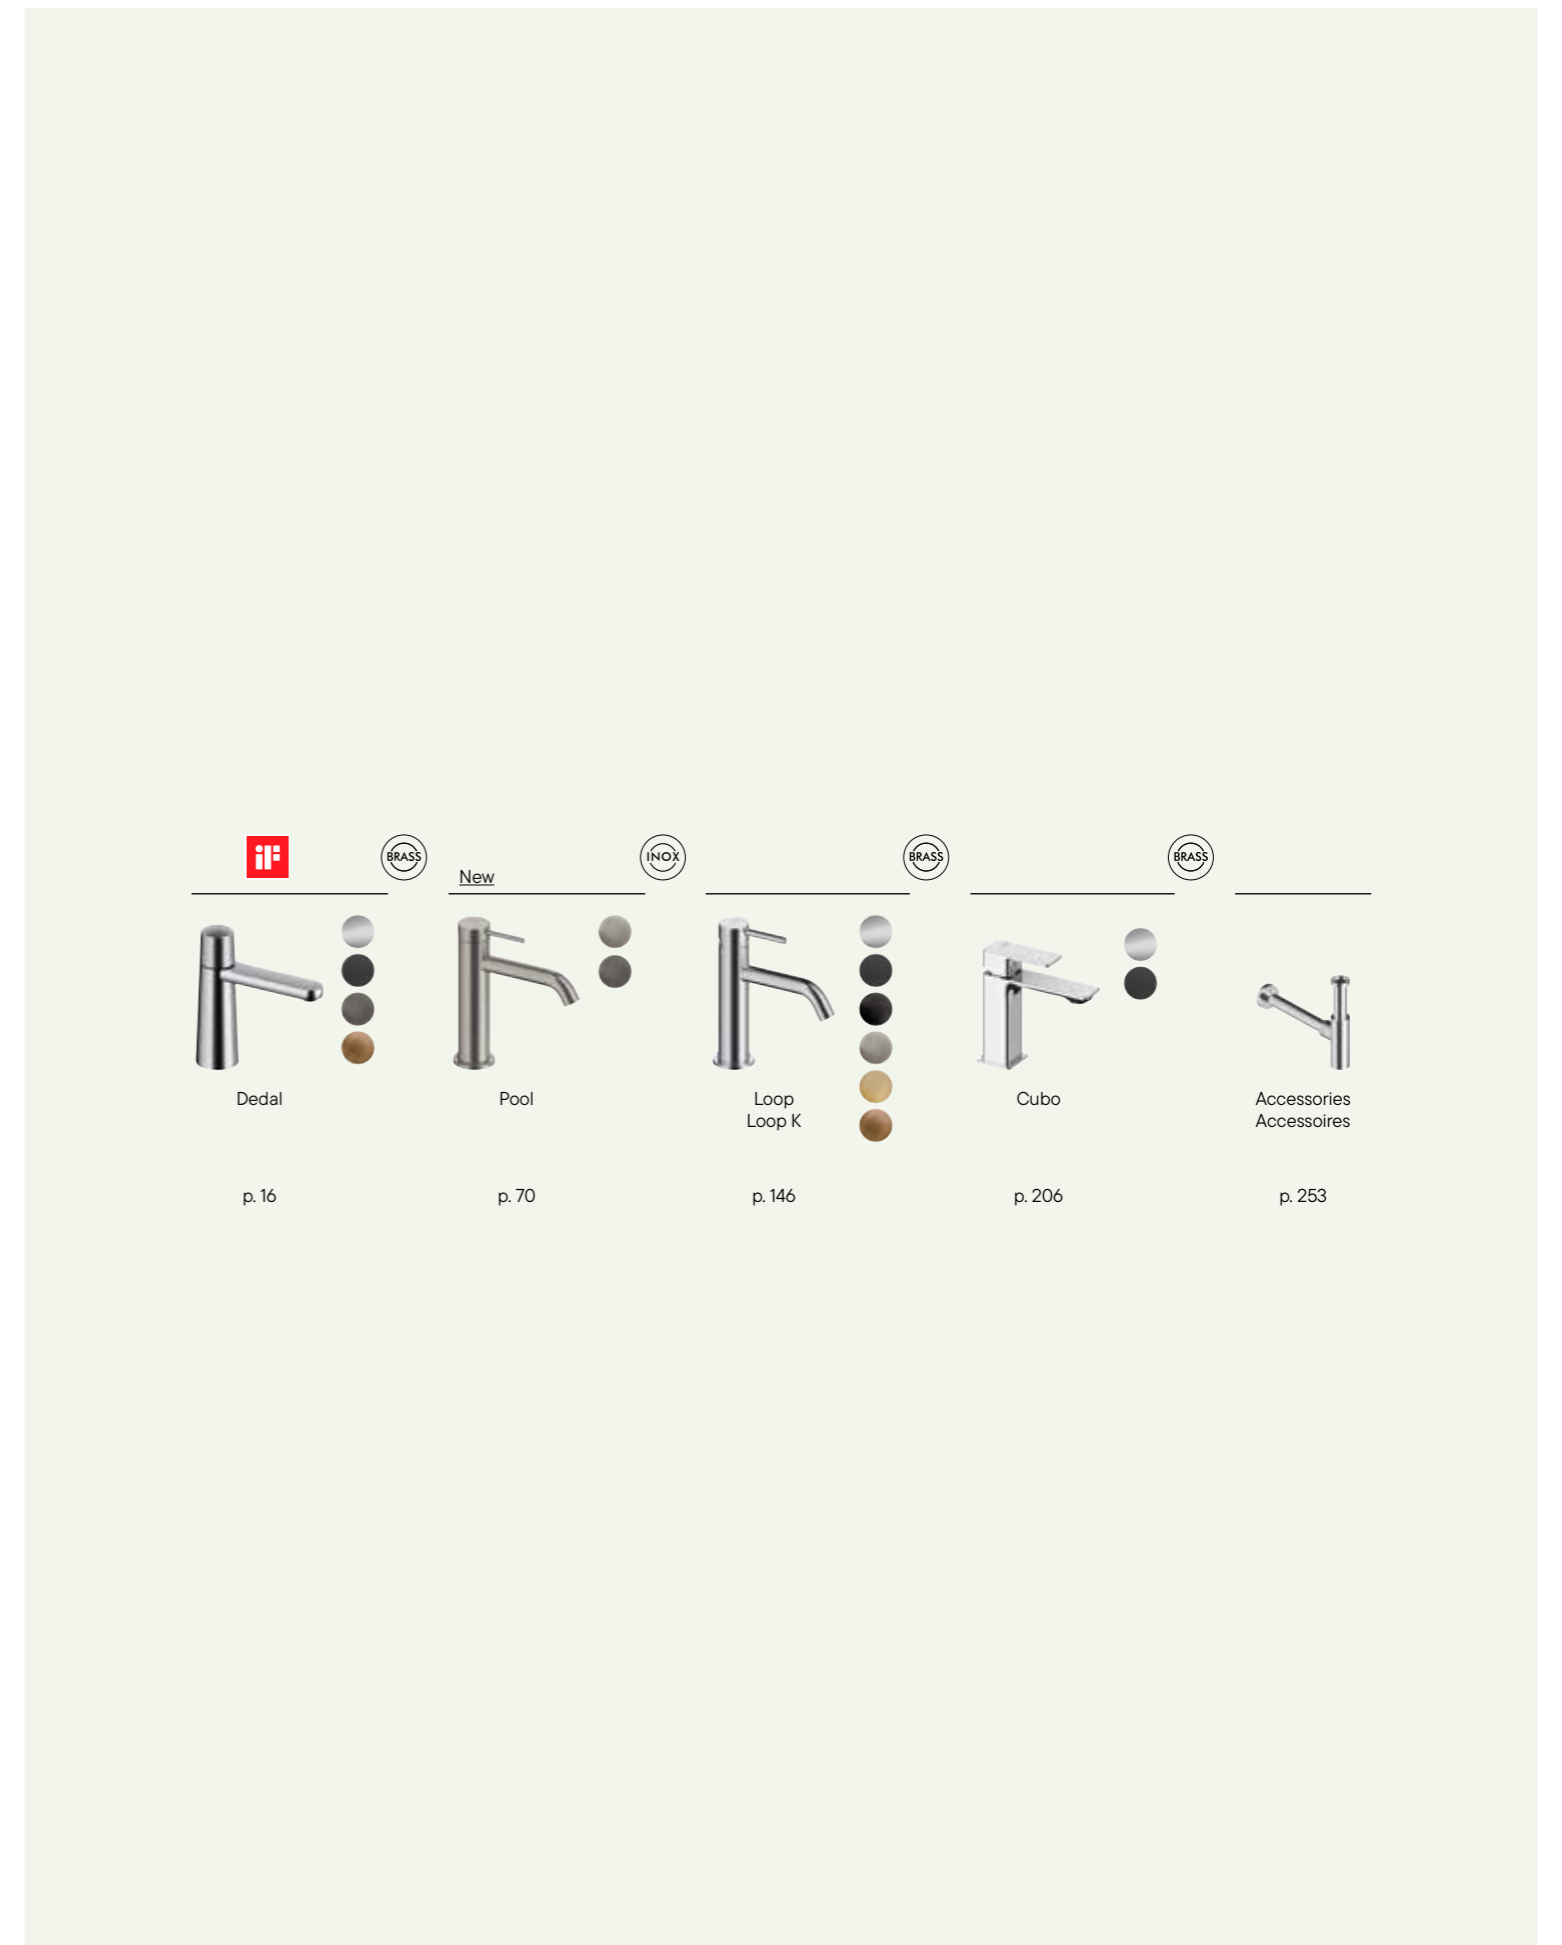 iF
BRASS
New
INOX
BRASS
BRASS
Dedal
Pool
Loop
Loop K
Cubo
Accessories
Accessoires
p. 16
p. 70
p. 146
p. 206
p. 253